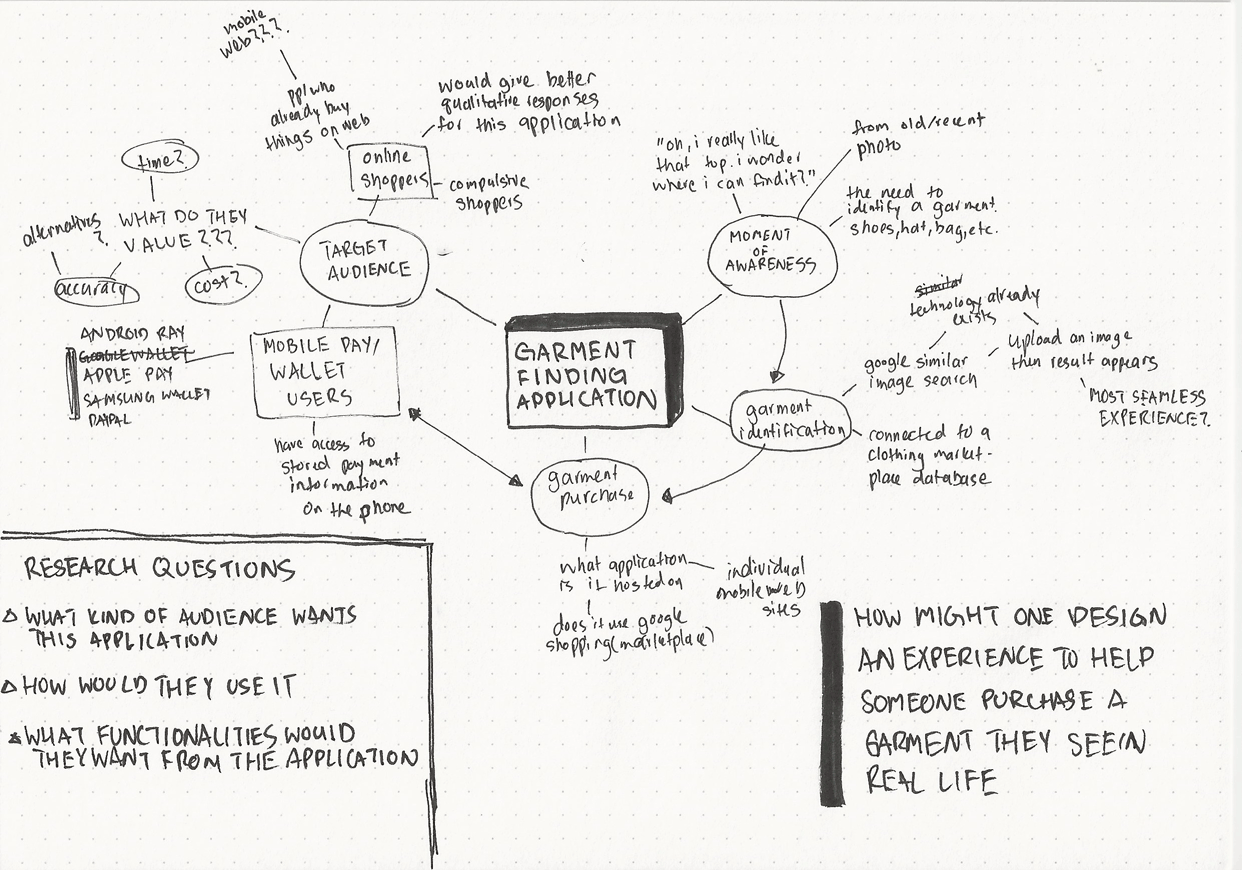 mobile
web???.
ppl who
already buy
things on web
would give better
qualitative responses
for this application
online
shoppers
compulsive
shoppers
time?
alternatives
?
WHAT DO THEY
VALUE ???.
accuracy
cost?
TARGET
AUDIENCE
"oh, i really like
that top. i wonder
where i can find it?"
from old/recent
photo
the need to
identify a garment.
shoes, hat, bag, etc.
MOMENT
OF
AWARENESS
ANDROID PAY
GOOGLE WALLET
APPLE PAY
SAMSUNG WALLET
PAYPAL
MOBILE PAY/
WALLET
USERS
have access to
stored payment
information
on the phone
GARMENT
FINDING
APPLICATION
similar
technology already
exists
google similar
image search
Upload an image
then result appears
MOST SEAMLESS
EXPERIENCE?.
garment
identification
connected to a
clothing market-
place database
garment
purchase
what application
is it hosted on
individual
mobile web
sites
does it use google
shopping (marketplace)
RESEARCH QUESTIONS
WHAT KIND OF AUDIENCE WANTS
THIS APPLICATION
HOW WOULD THEY USE IT
WHAT FUNCTIONALITIES WOULD
THEY WANT FROM THE APPLICATION
HOW MIGHT ONE DESIGN
AN EXPERIENCE TO HELP
SOMEONE PURCHASE A
GARMENT THEY SEE IN
REAL LIFE